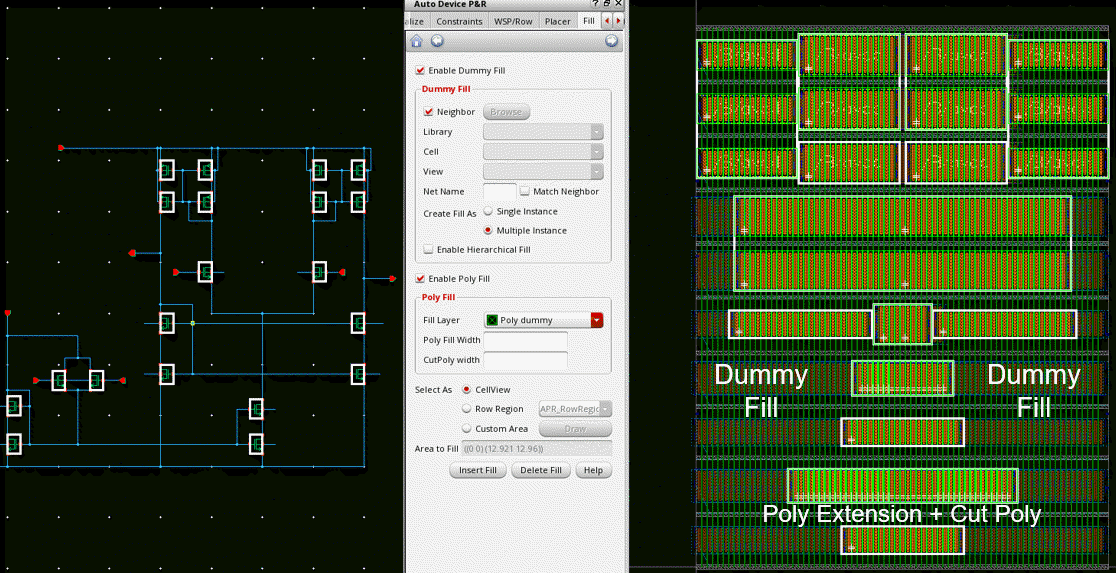 Auto Device P&R
alize Constraints WSP/Row Placer Fill
Enable Dummy Fill
Dummy Fill
Neighbor Browse
Library
Cell
View
Net Name Match Neighbor
Create Fill As Single Instance
Multiple Instance
Enable Hierarchical Fill
Enable Poly Fill
Poly Fill
Fill Layer Poly dummy
Poly Fill Width
CutPoly width
Select As CellView
Row Region APR_RowRegic
Custom Area Draw
Area to Fill ((0 0) (12.921 12.96))
Insert Fill Delete Fill Help
Dummy
Fill
Dummy
Fill
Poly Extension + Cut Poly